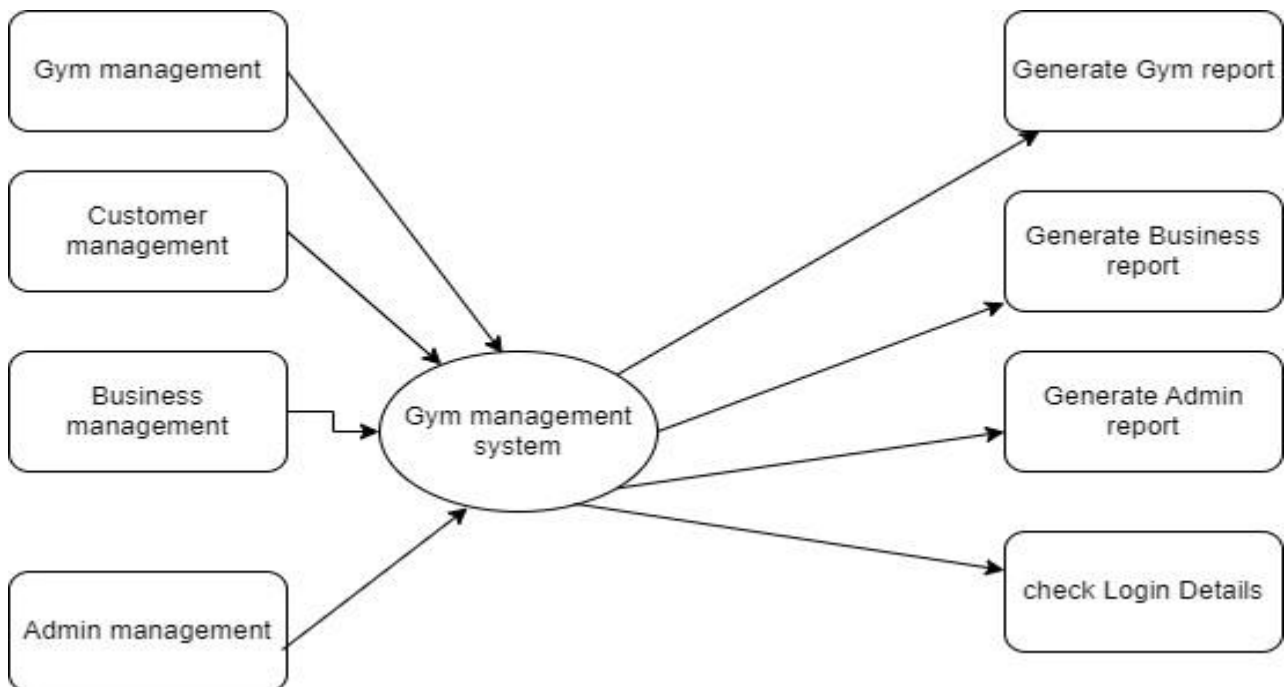 Gym management
Customer
management
Business
management
Admin management
Gym management
system
Generate Gym report
Generate Business
report
Generate Admin
report
check Login Details